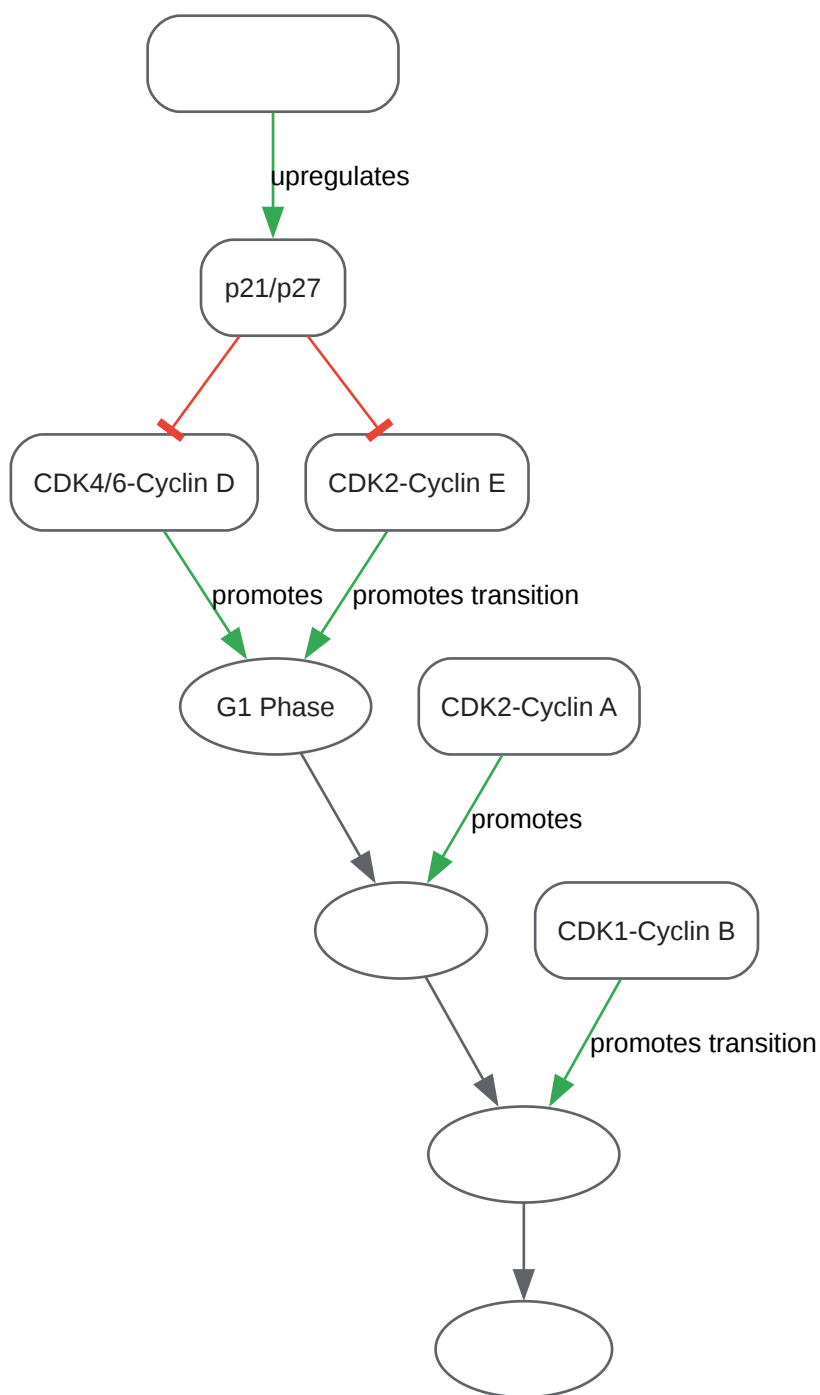 upregulates
p21/p27
CDK4/6-Cyclin D
CDK2-Cyclin E
promotes
promotes transition
G1 Phase
CDK2-Cyclin A
promotes
CDK1-Cyclin B
promotes transition